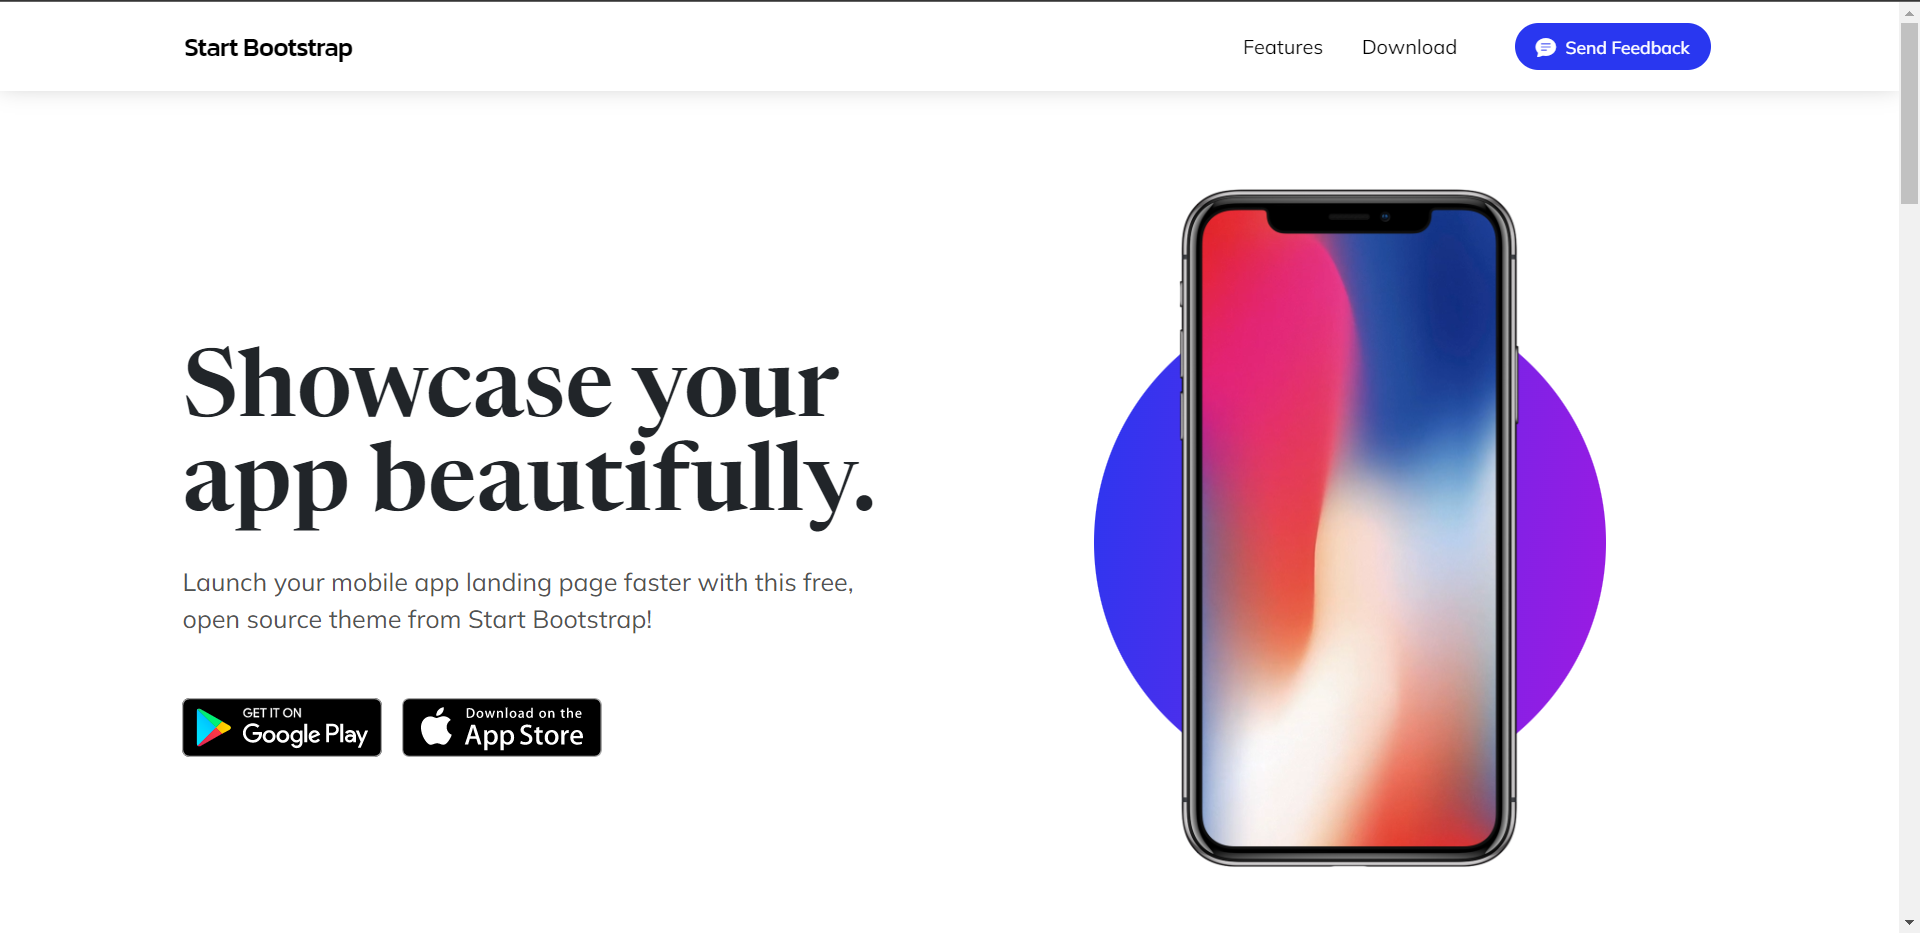 Start Bootstrap
Features
Download
Send Feedback
Showcase your
app beautifully.
Launch your mobile app landing page faster with this free,
open source theme from Start Bootstrap!
GET IT ON
Google Play
Download on the
App Store